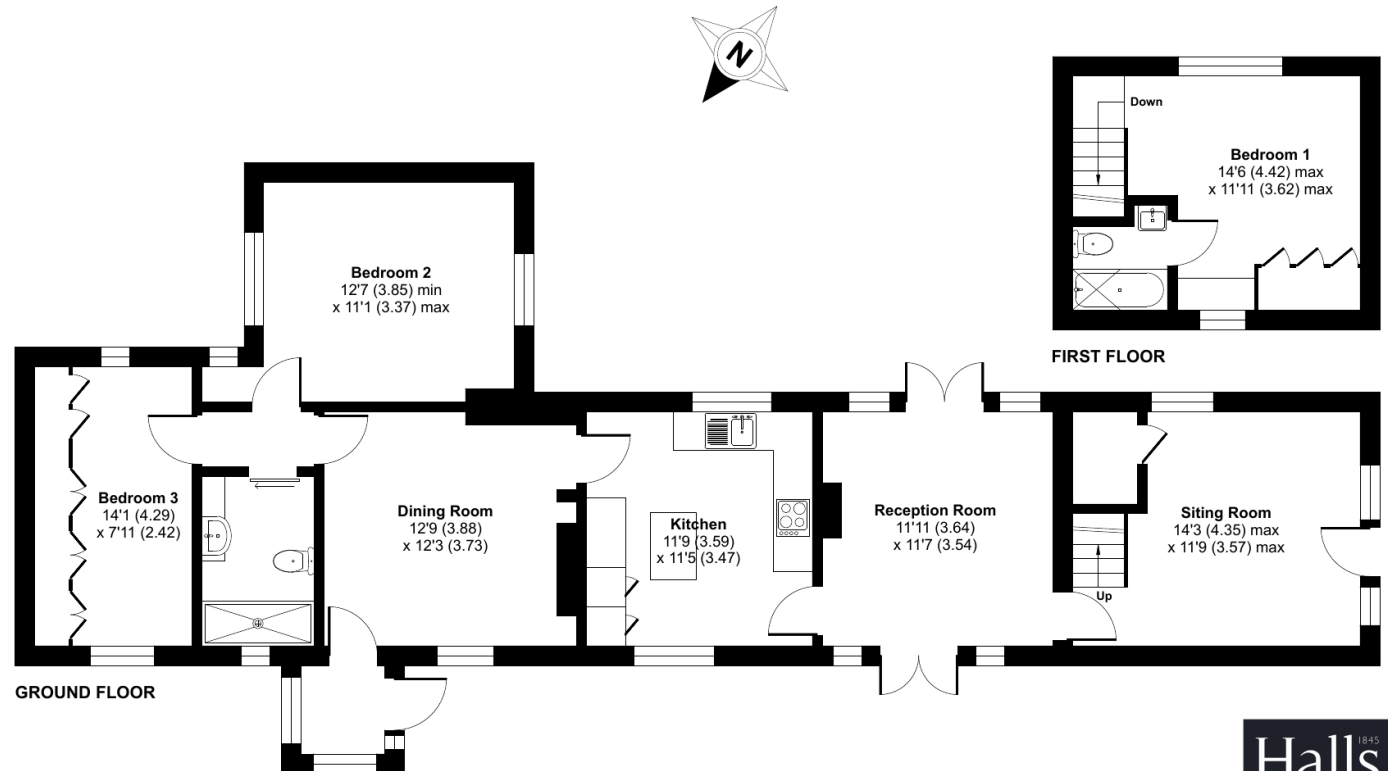 N
Down
Bedroom 1
14'6 (4.42) max
x 11'11 (3.62) max
FIRST FLOOR
Bedroom 2
12'7 (3.85) min
x 11'1 (3.37) max
Bedroom 3
14'1 (4.29)
x 7'11 (2.42)
Dining Room
12'9 (3.88)
x 12'3 (3.73)
Kitchen
11'9 (3.59)
x 11'5 (3.47)
Reception Room
11'11 (3.64)
x 11'7 (3.54)
Siting Room
14'3 (4.35) max
x 11'9 (3.57) max
Up
GROUND FLOOR
Halls 1845